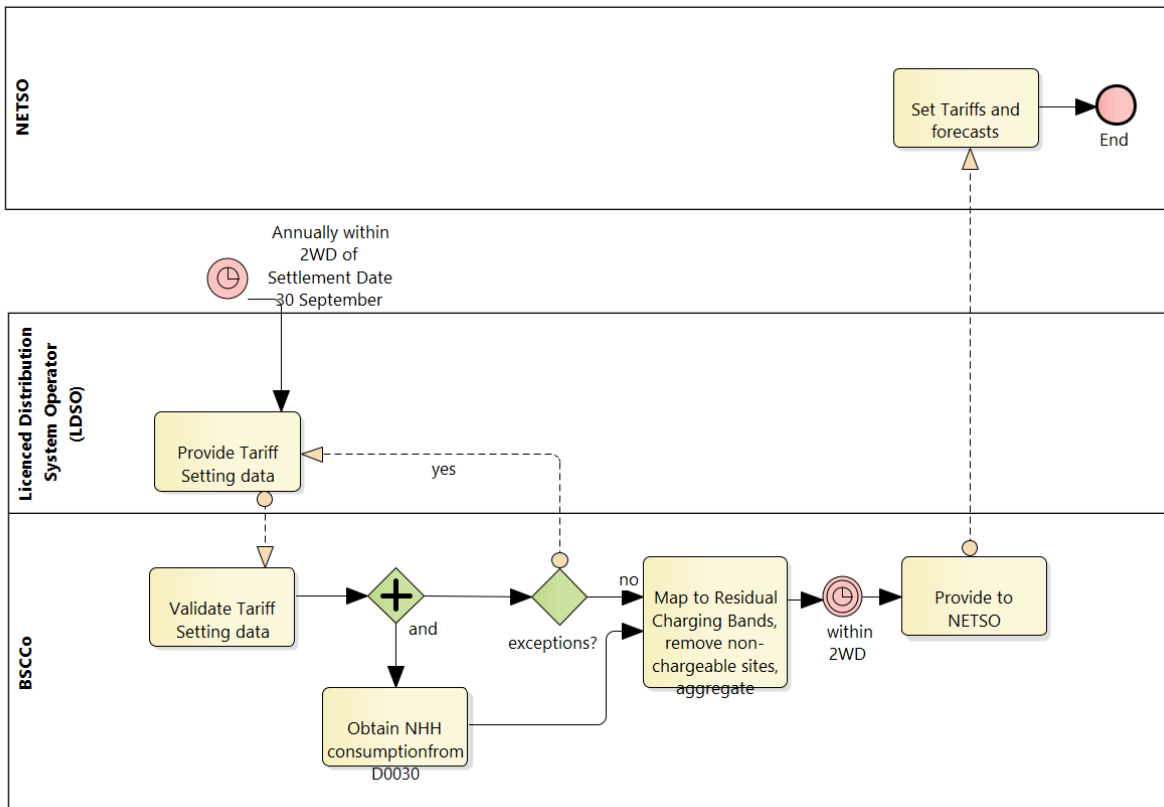 NETSO
Set Tariffs and
forecasts
End
Annually within
2WD of
Settlement Date
30 September
Licenced Distribution
System Operator
(LDSO)
Provide Tariff
Setting data
yes
BSCCo
Validate Tariff
Setting data
and
exceptions?
no
Map to Residual
Charging Bands,
remove non-
chargeable sites,
aggregate
within
2WD
Provide to
NETSO
Obtain NHH
consumptionfrom
D0030